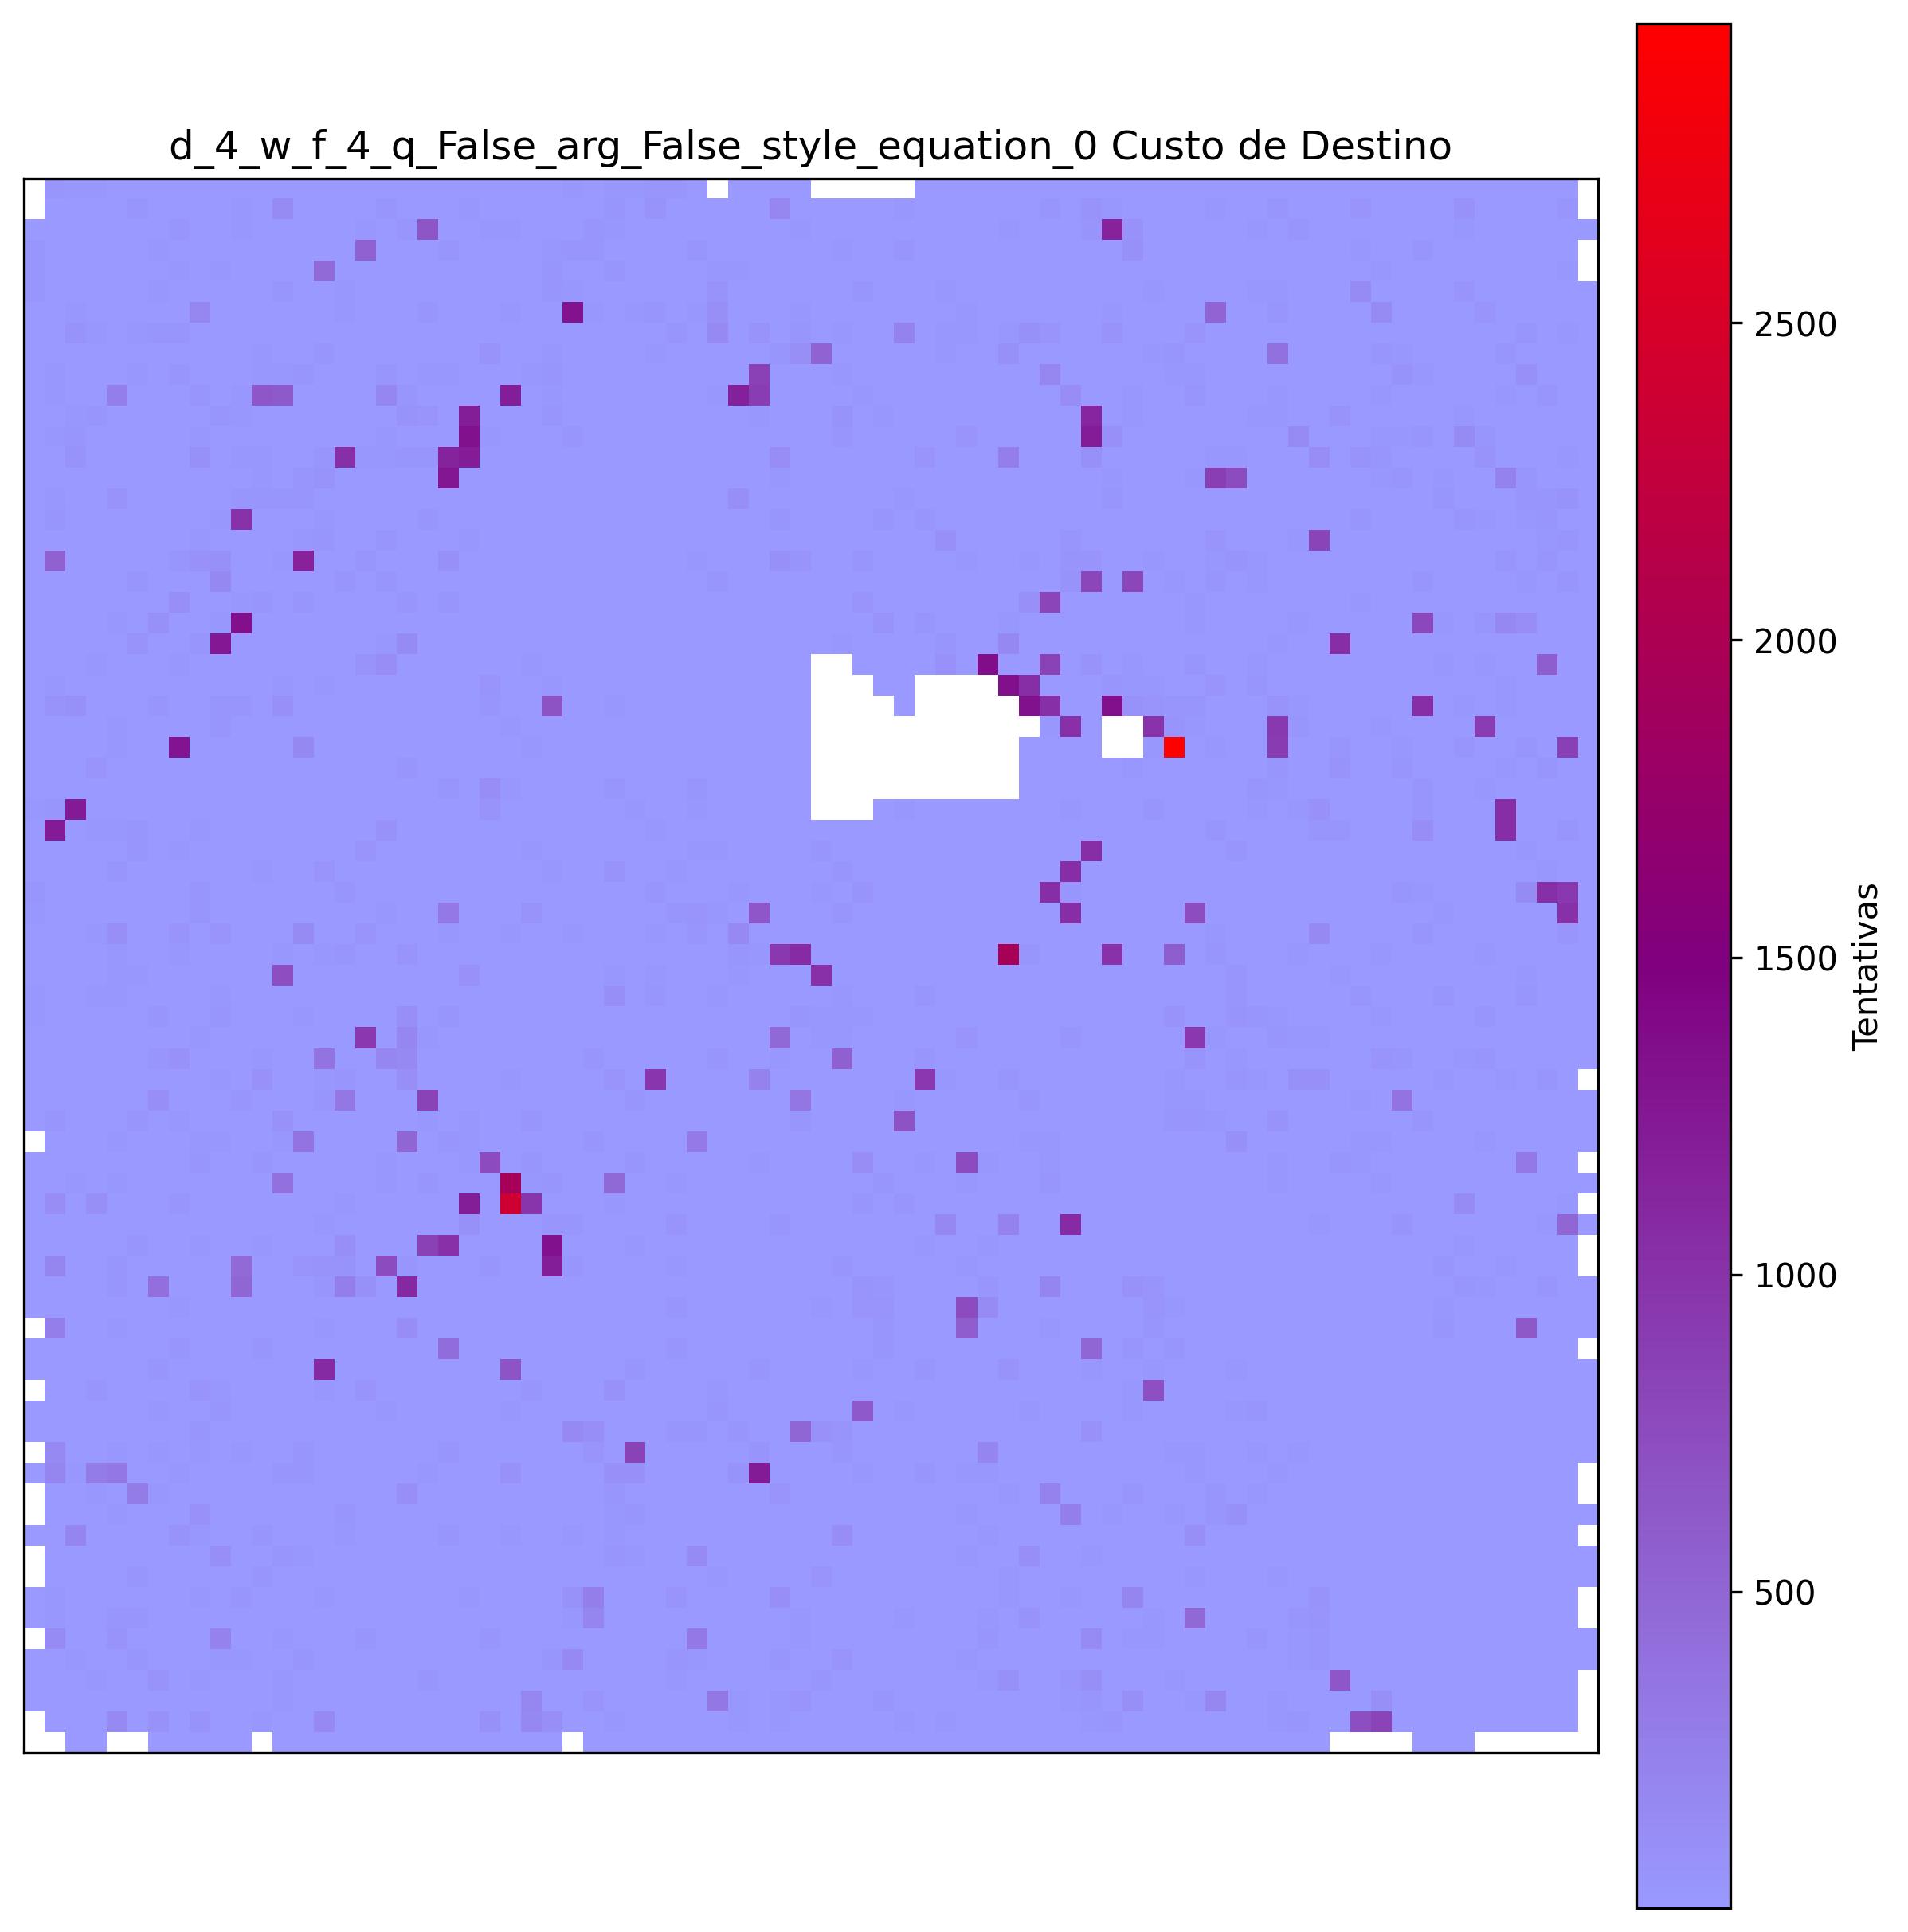 d_4_w_f_4_q_False_arg_False_style_equation_0 Custo de Destino
2500
2000
1500
1000
500
Tentativas